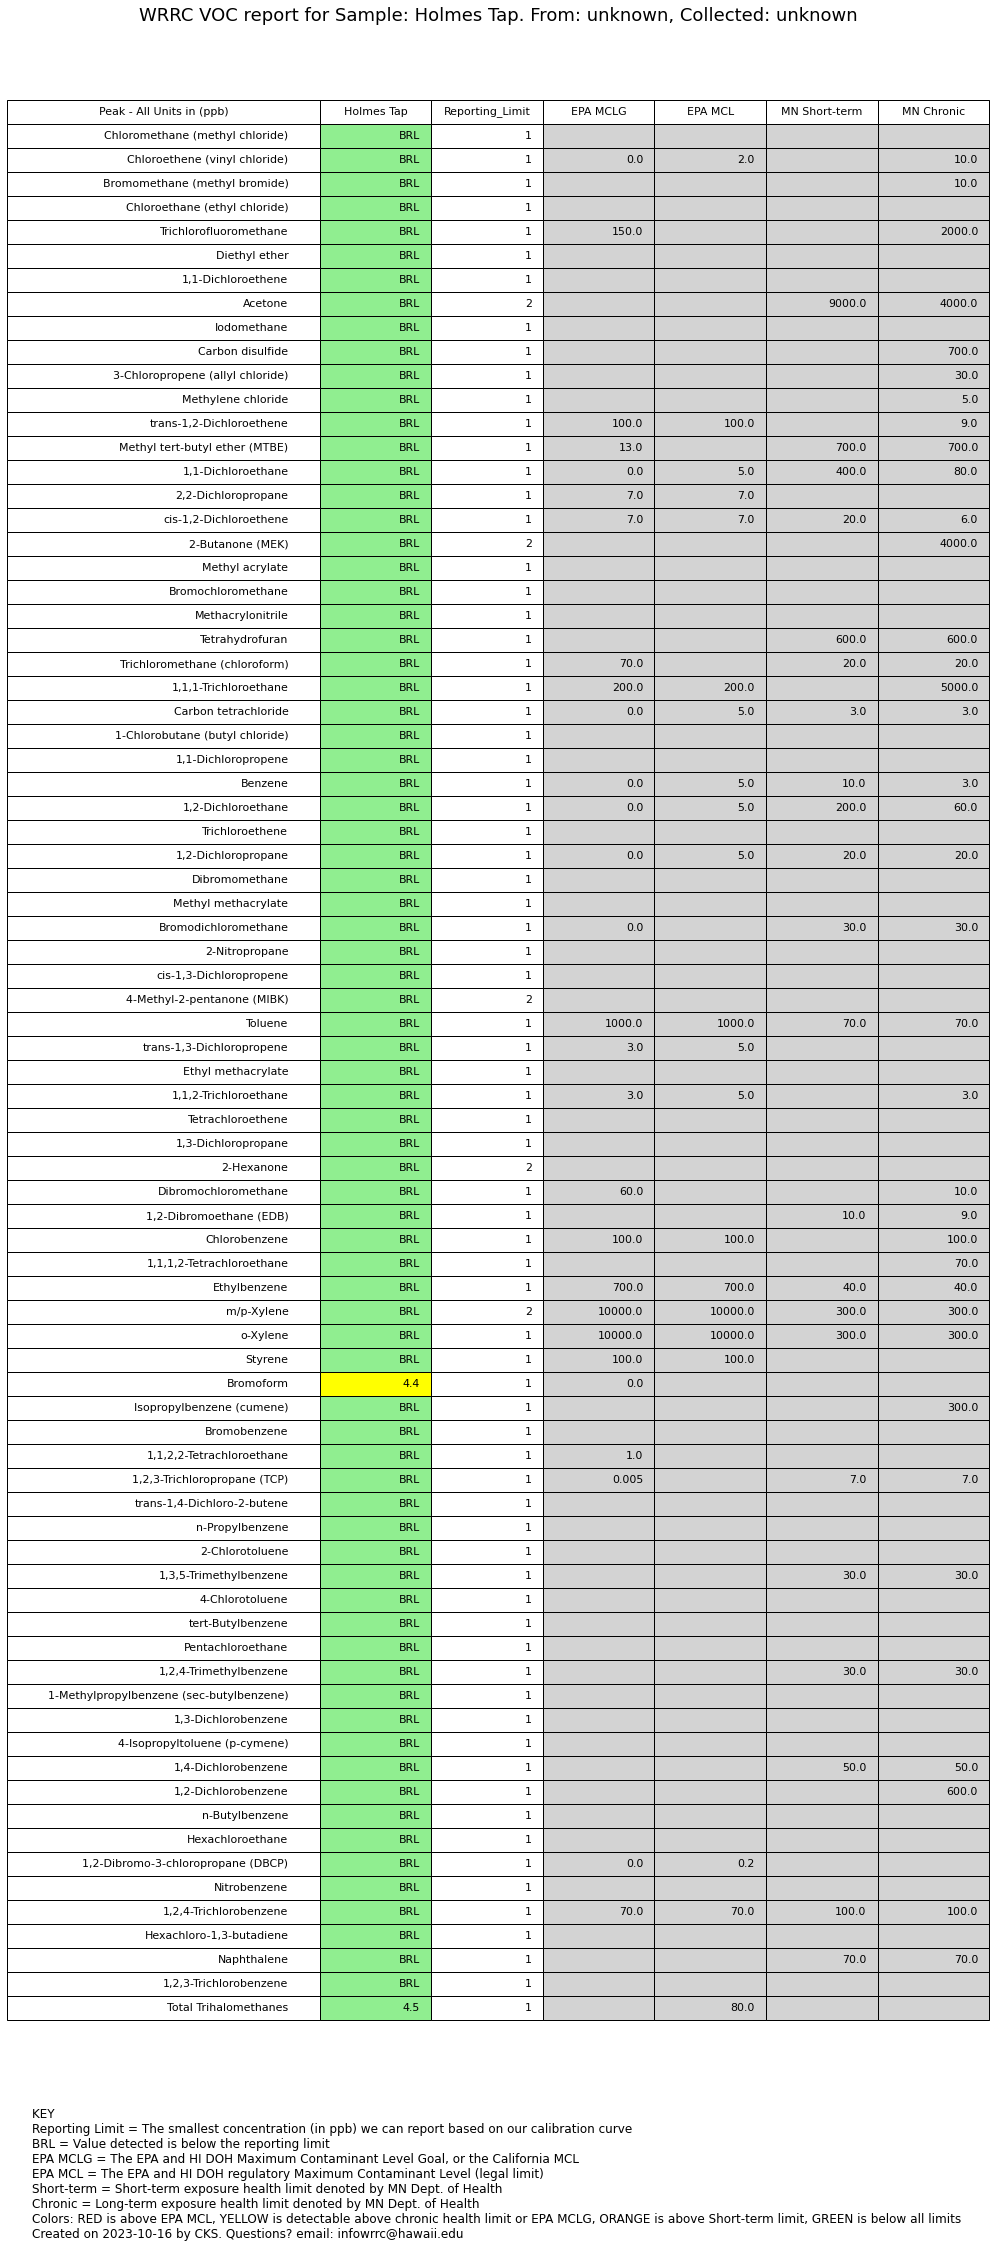 WRRC VOC report for Sample: Holmes Tap. From: unknown, Collected: unknown
Peak - All Units in (ppb) Holmes Tap Reporting_Limit EPA MCLG EPA MCL MN Short-term MN Chronic
Chloromethane (methyl chloride) BRL 1
Chloroethene (vinyl chloride) BRL 1 0.0 2.0 10.0
Bromomethane (methyl bromide) BRL 1 10.0
Chloroethane (ethyl chloride) BRL 1
Trichlorofluoromethane BRL 1 150.0 2000.0
Diethyl ether BRL 1
1,1-Dichloroethene BRL 1
Acetone BRL 2 9000.0 4000.0
Iodomethane BRL 1
Carbon disulfide BRL 1 700.0
3-Chloropropene (allyl chloride) BRL 1 30.0
Methylene chloride BRL 1 5.0
trans-1,2-Dichloroethene BRL 1 100.0 100.0 9.0
Methyl tert-butyl ether (MTBE) BRL 1 13.0 700.0 700.0
1,1-Dichloroethane BRL 1 0.0 5.0 400.0 80.0
2,2-Dichloropropane BRL 1 7.0 7.0
cis-1,2-Dichloroethene BRL 1 7.0 7.0 20.0 6.0
2-Butanone (MEK) BRL 2 4000.0
Methyl acrylate BRL 1
Bromochloromethane BRL 1
Methacrylonitrile BRL 1
Tetrahydrofuran BRL 1 600.0 600.0
Trichloromethane (chloroform) BRL 1 70.0 20.0 20.0
1,1,1-Trichloroethane BRL 1 200.0 200.0 5000.0
Carbon tetrachloride BRL 1 0.0 5.0 3.0 3.0
1-Chlorobutane (butyl chloride) BRL 1
1,1-Dichloropropene BRL 1
Benzene BRL 1 0.0 5.0 10.0 3.0
1,2-Dichloroethane BRL 1 0.0 5.0 200.0 60.0
Trichloroethene BRL 1
1,2-Dichloropropane BRL 1 0.0 5.0 20.0 20.0
Dibromomethane BRL 1
Methyl methacrylate BRL 1
Bromodichloromethane BRL 1 0.0 30.0 30.0
2-Nitropropane BRL 1
cis-1,3-Dichloropropene BRL 1
4-Methyl-2-pentanone (MIBK) BRL 2
Toluene BRL 1 1000.0 1000.0 70.0 70.0
trans-1,3-Dichloropropene BRL 1 3.0 5.0
Ethyl methacrylate BRL 1
1,1,2-Trichloroethane BRL 1 3.0 5.0 3.0
Tetrachloroethene BRL 1
1,3-Dichloropropane BRL 1
2-Hexanone BRL 2
Dibromochloromethane BRL 1 60.0 10.0
1,2-Dibromoethane (EDB) BRL 1 10.0 9.0
Chlorobenzene BRL 1 100.0 100.0 100.0
1,1,1,2-Tetrachloroethane BRL 1 70.0
Ethylbenzene BRL 1 700.0 700.0 40.0 40.0
m/p-Xylene BRL 2 10000.0 10000.0 300.0 300.0
o-Xylene BRL 1 10000.0 10000.0 300.0 300.0
Styrene BRL 1 100.0 100.0
Bromoform 4.4 1 0.0
Isopropylbenzene (cumene) BRL 1 300.0
Bromobenzene BRL 1
1,1,2,2-Tetrachloroethane BRL 1 1.0
1,2,3-Trichloropropane (TCP) BRL 1 0.005 7.0 7.0
trans-1,4-Dichloro-2-butene BRL 1
n-Propylbenzene BRL 1
2-Chlorotoluene BRL 1
1,3,5-Trimethylbenzene BRL 1 30.0 30.0
4-Chlorotoluene BRL 1
tert-Butylbenzene BRL 1
Pentachloroethane BRL 1
1,2,4-Trimethylbenzene BRL 1 30.0 30.0
1-Methylpropylbenzene (sec-butylbenzene) BRL 1
1,3-Dichlorobenzene BRL 1
4-Isopropyltoluene (p-cymene) BRL 1
1,4-Dichlorobenzene BRL 1 50.0 50.0
1,2-Dichlorobenzene BRL 1 600.0
n-Butylbenzene BRL 1
Hexachloroethane BRL 1
1,2-Dibromo-3-chloropropane (DBCP) BRL 1 0.0 0.2
Nitrobenzene BRL 1
1,2,4-Trichlorobenzene BRL 1 70.0 70.0 100.0 100.0
Hexachloro-1,3-butadiene BRL 1
Naphthalene BRL 1 70.0 70.0
1,2,3-Trichlorobenzene BRL 1
Total Trihalomethanes 4.5 1 80.0
KEY
Reporting Limit = The smallest concentration (in ppb) we can report based on our calibration curve
BRL = Value detected is below the reporting limit
EPA MCLG = The EPA and HI DOH Maximum Contaminant Level Goal, or the California MCL
EPA MCL = The EPA and HI DOH regulatory Maximum Contaminant Level (legal limit)
Short-term = Short-term exposure health limit denoted by MN Dept. of Health
Chronic = Long-term exposure health limit denoted by MN Dept. of Health
Colors: RED is above EPA MCL, YELLOW is detectable above chronic health limit or EPA MCLG, ORANGE is above Short-term limit, GREEN is below all limits
Created on 2023-10-16 by CKS. Questions? email: infowrrc@hawaii.edu